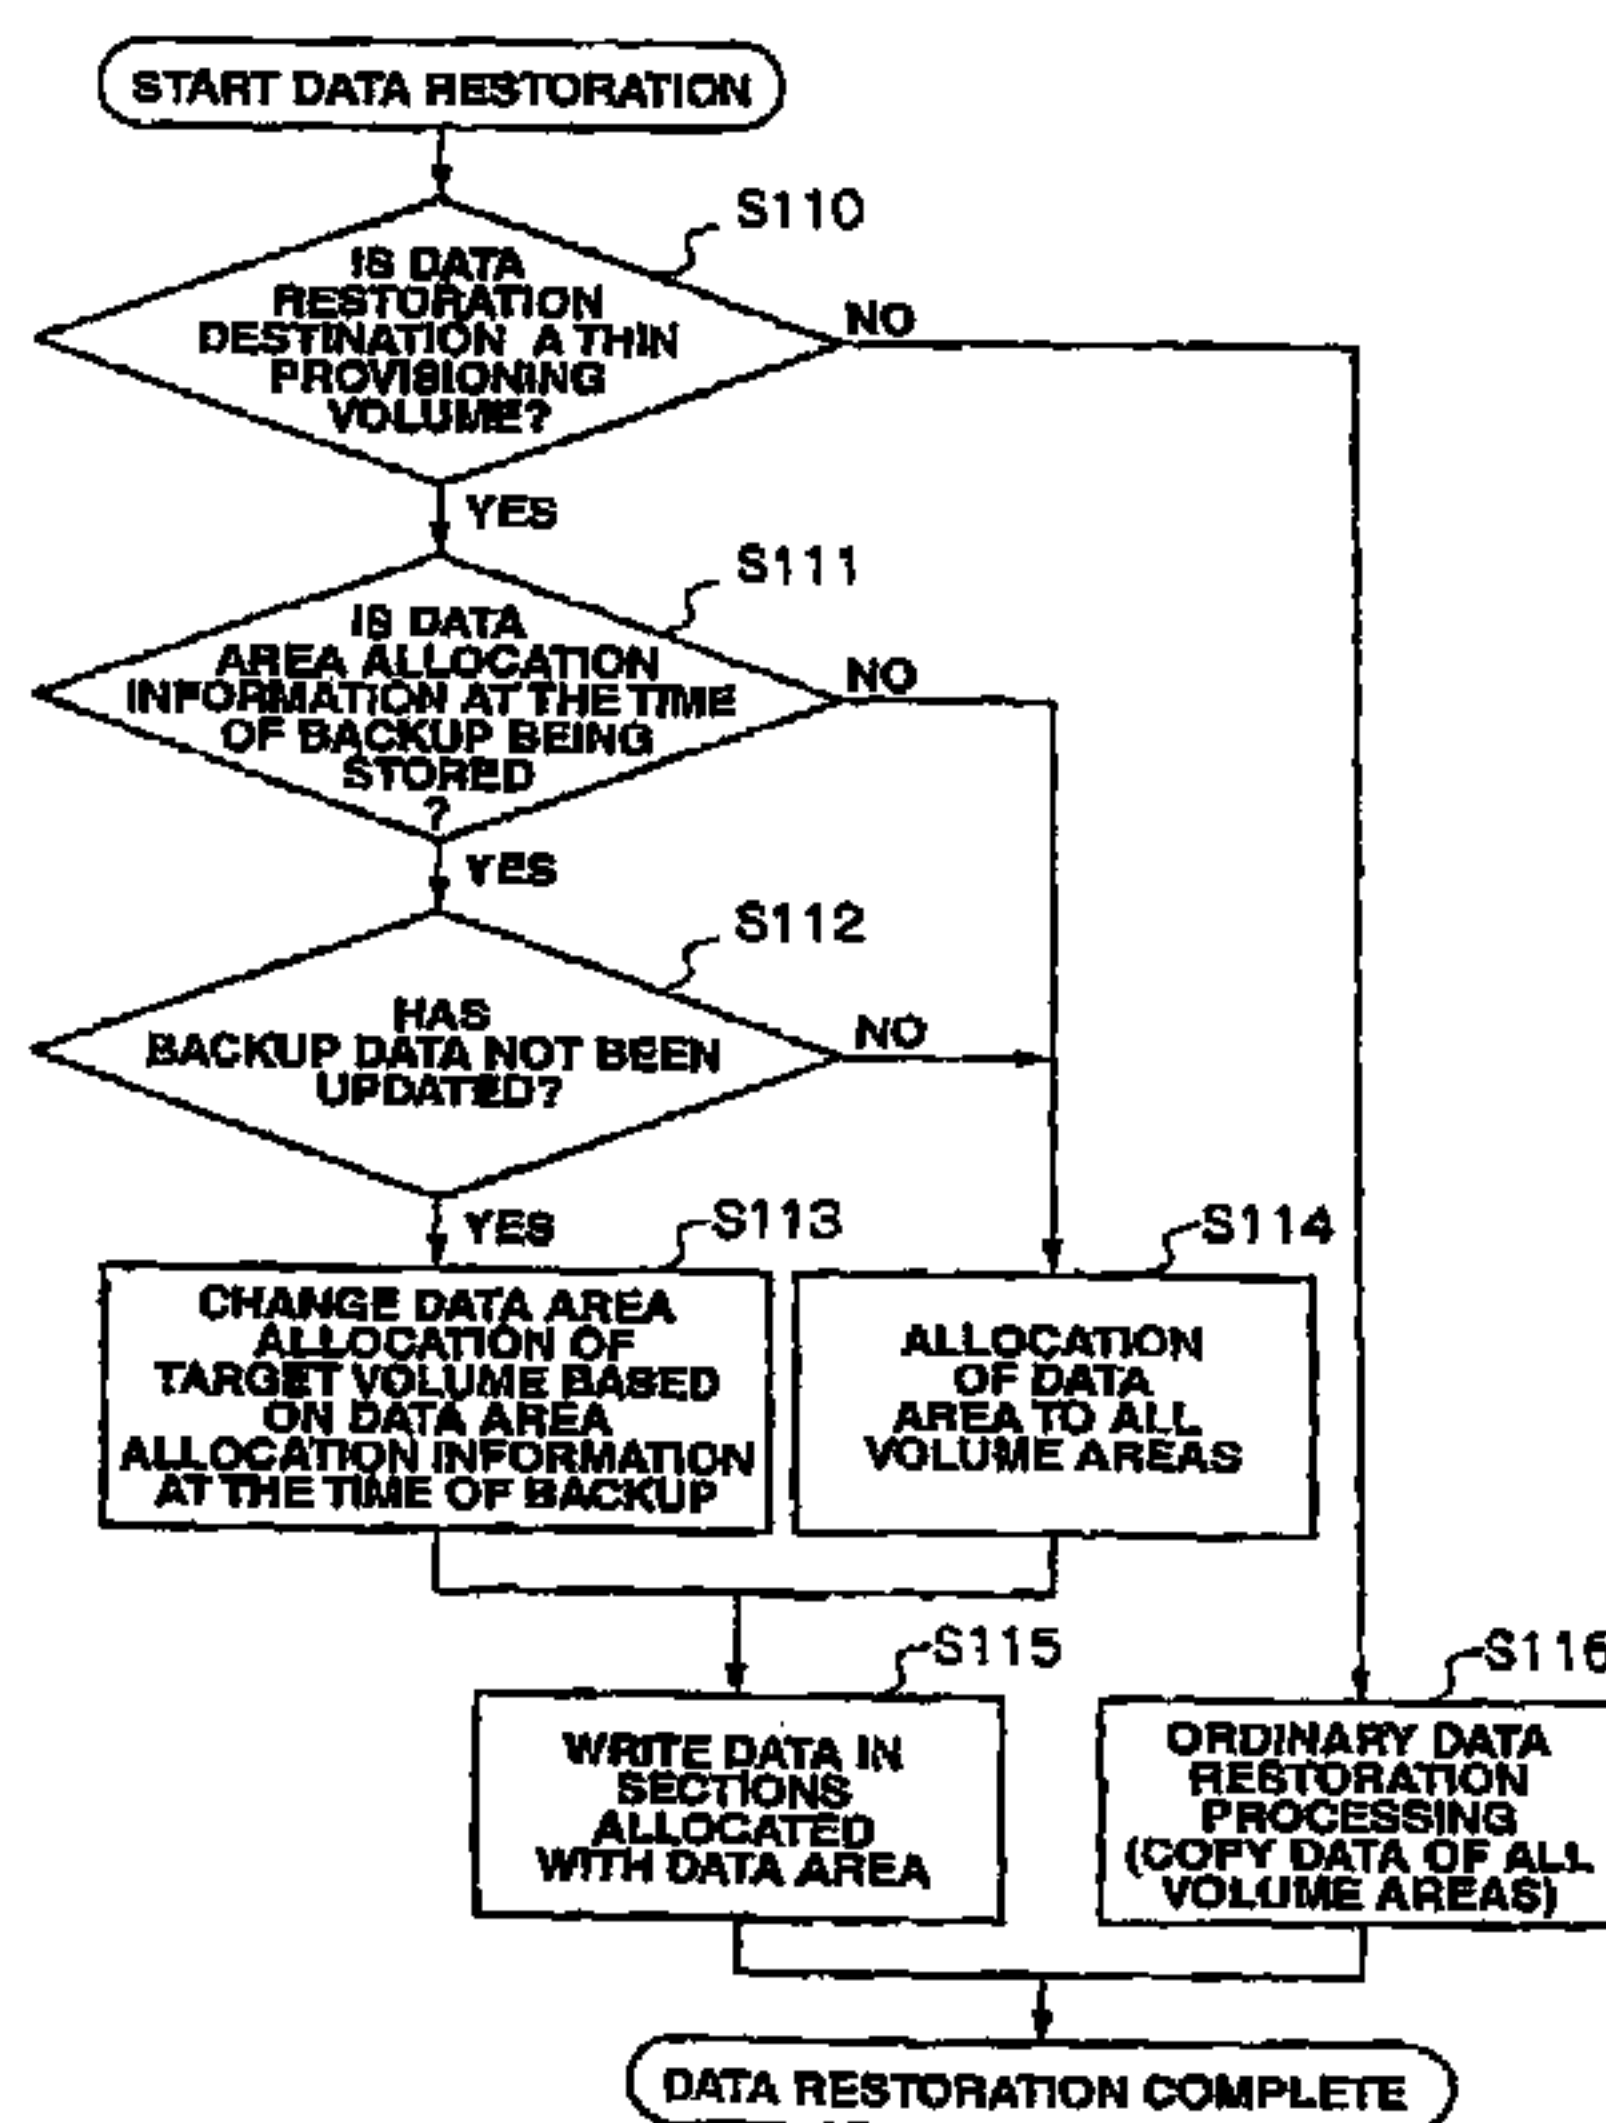 START DATA RESTORATION
S110
IS DATA
RESTORATION
DESTINATION A THIN
PROVISIONING
VOLUME?
NO
YES
S111
IS DATA
AREA ALLOCATION
INFORMATION AT THE TIME
OF BACKUP BEING
STORED
?
NO
YES
S112
HAS
BACKUP DATA NOT BEEN
UPDATED?
NO
YES
S113
CHANGE DATA AREA
ALLOCATION OF
TARGET VOLUME BASED
ON DATA AREA
ALLOCATION INFORMATION
AT THE TIME OF BACKUP
S114
ALLOCATION
OF DATA
AREA TO ALL
VOLUME AREAS
S115
WRITE DATA IN
SECTIONS
ALLOCATED
WITH DATA AREA
S116
ORDINARY DATA
RESTORATION
PROCESSING
(COPY DATA OF ALL
VOLUME AREAS)
DATA RESTORATION COMPLETE